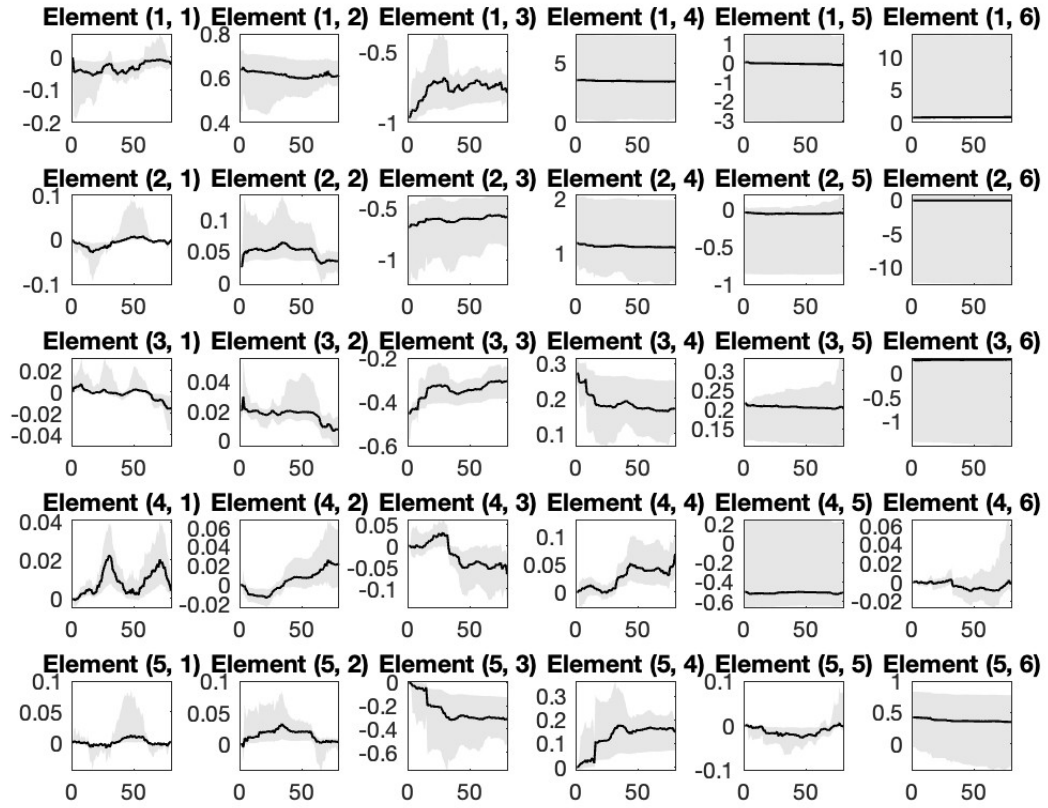 Element (1, 1) Element (1, 2) Element (1, 3) Element (1, 4) Element (1, 5) Element (1, 6)
0 -0.1 -0.2 0.8 0.6 0.4 -0.5 -1 5 0 1 0 -1 -2 -3 10 5 0
0 50 0 50 0 50 0 50 0 50 0 50
Element (2, 1) Element (2, 2) Element (2, 3) Element (2, 4) Element (2, 5) Element (2, 6)
0.1 0 -0.1 0.1 0.05 0 -0.5 -1 2 1 0 -0.5 -1 0 -5 -10
0 50 0 50 0 50 0 50 0 50 0 50
Element (3, 1) Element (3, 2) Element (3, 3) Element (3, 4) Element (3, 5) Element (3, 6)
0.02 0 -0.02 -0.04 0.04 0.02 0 -0.2 -0.4 -0.6 0.3 0.2 0.1 0.3 0.25 0.2 0.15 0 -0.5 -1
0 50 0 50 0 50 0 50 0 50 0 50
Element (4, 1) Element (4, 2) Element (4, 3) Element (4, 4) Element (4, 5) Element (4, 6)
0.04 0.02 0 0.06 0.04 0.02 0 -0.02 0.05 0 -0.05 -0.1 0.1 0.05 0 0.2 0 -0.2 -0.4 -0.6 0.06 0.04 0.02 0 -0.02
0 50 0 50 0 50 0 50 0 50 0 50
Element (5, 1) Element (5, 2) Element (5, 3) Element (5, 4) Element (5, 5) Element (5, 6)
0.1 0.05 0 0.1 0.05 0 0 -0.2 -0.4 -0.6 0.3 0.2 0.1 0 0.1 0 -0.1 1 0.5 0
0 50 0 50 0 50 0 50 0 50 0 50